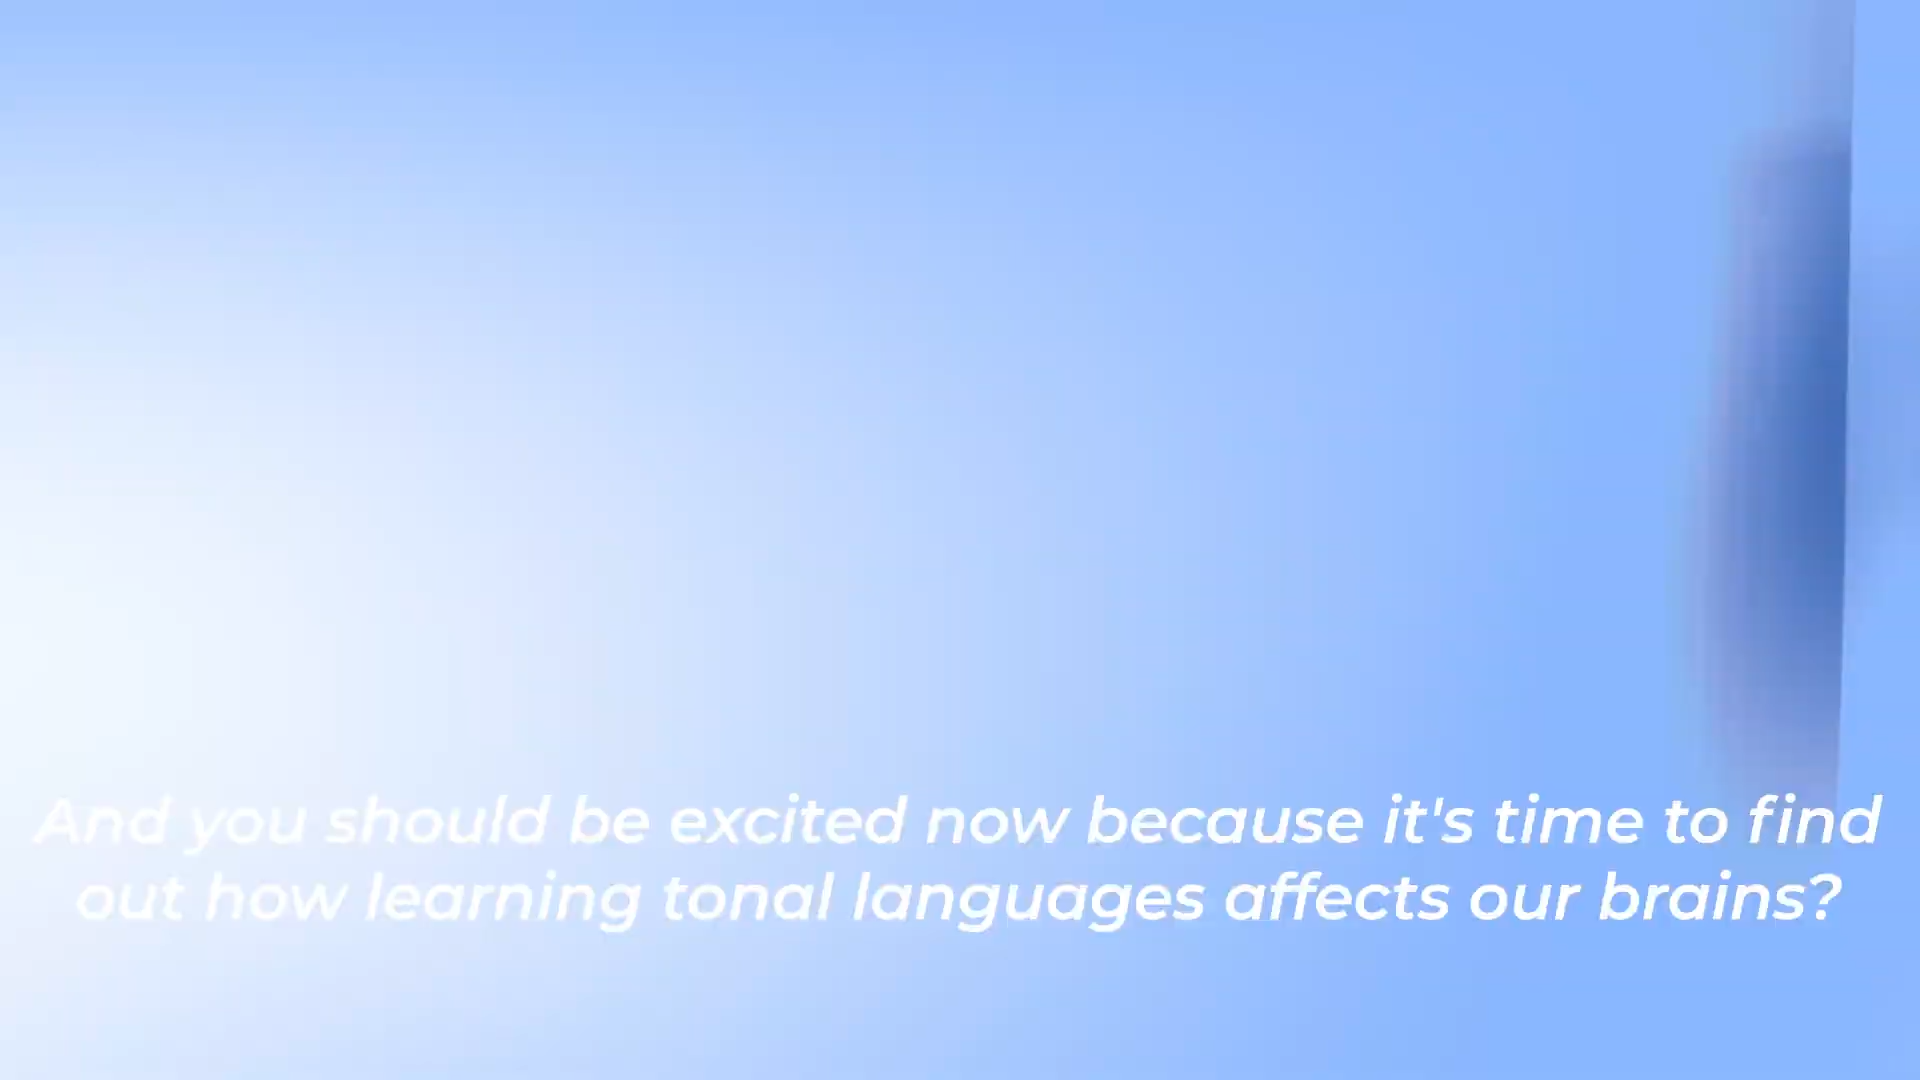 And you should be excited now because it's time to find
out how learning tonal languages affects our brains?